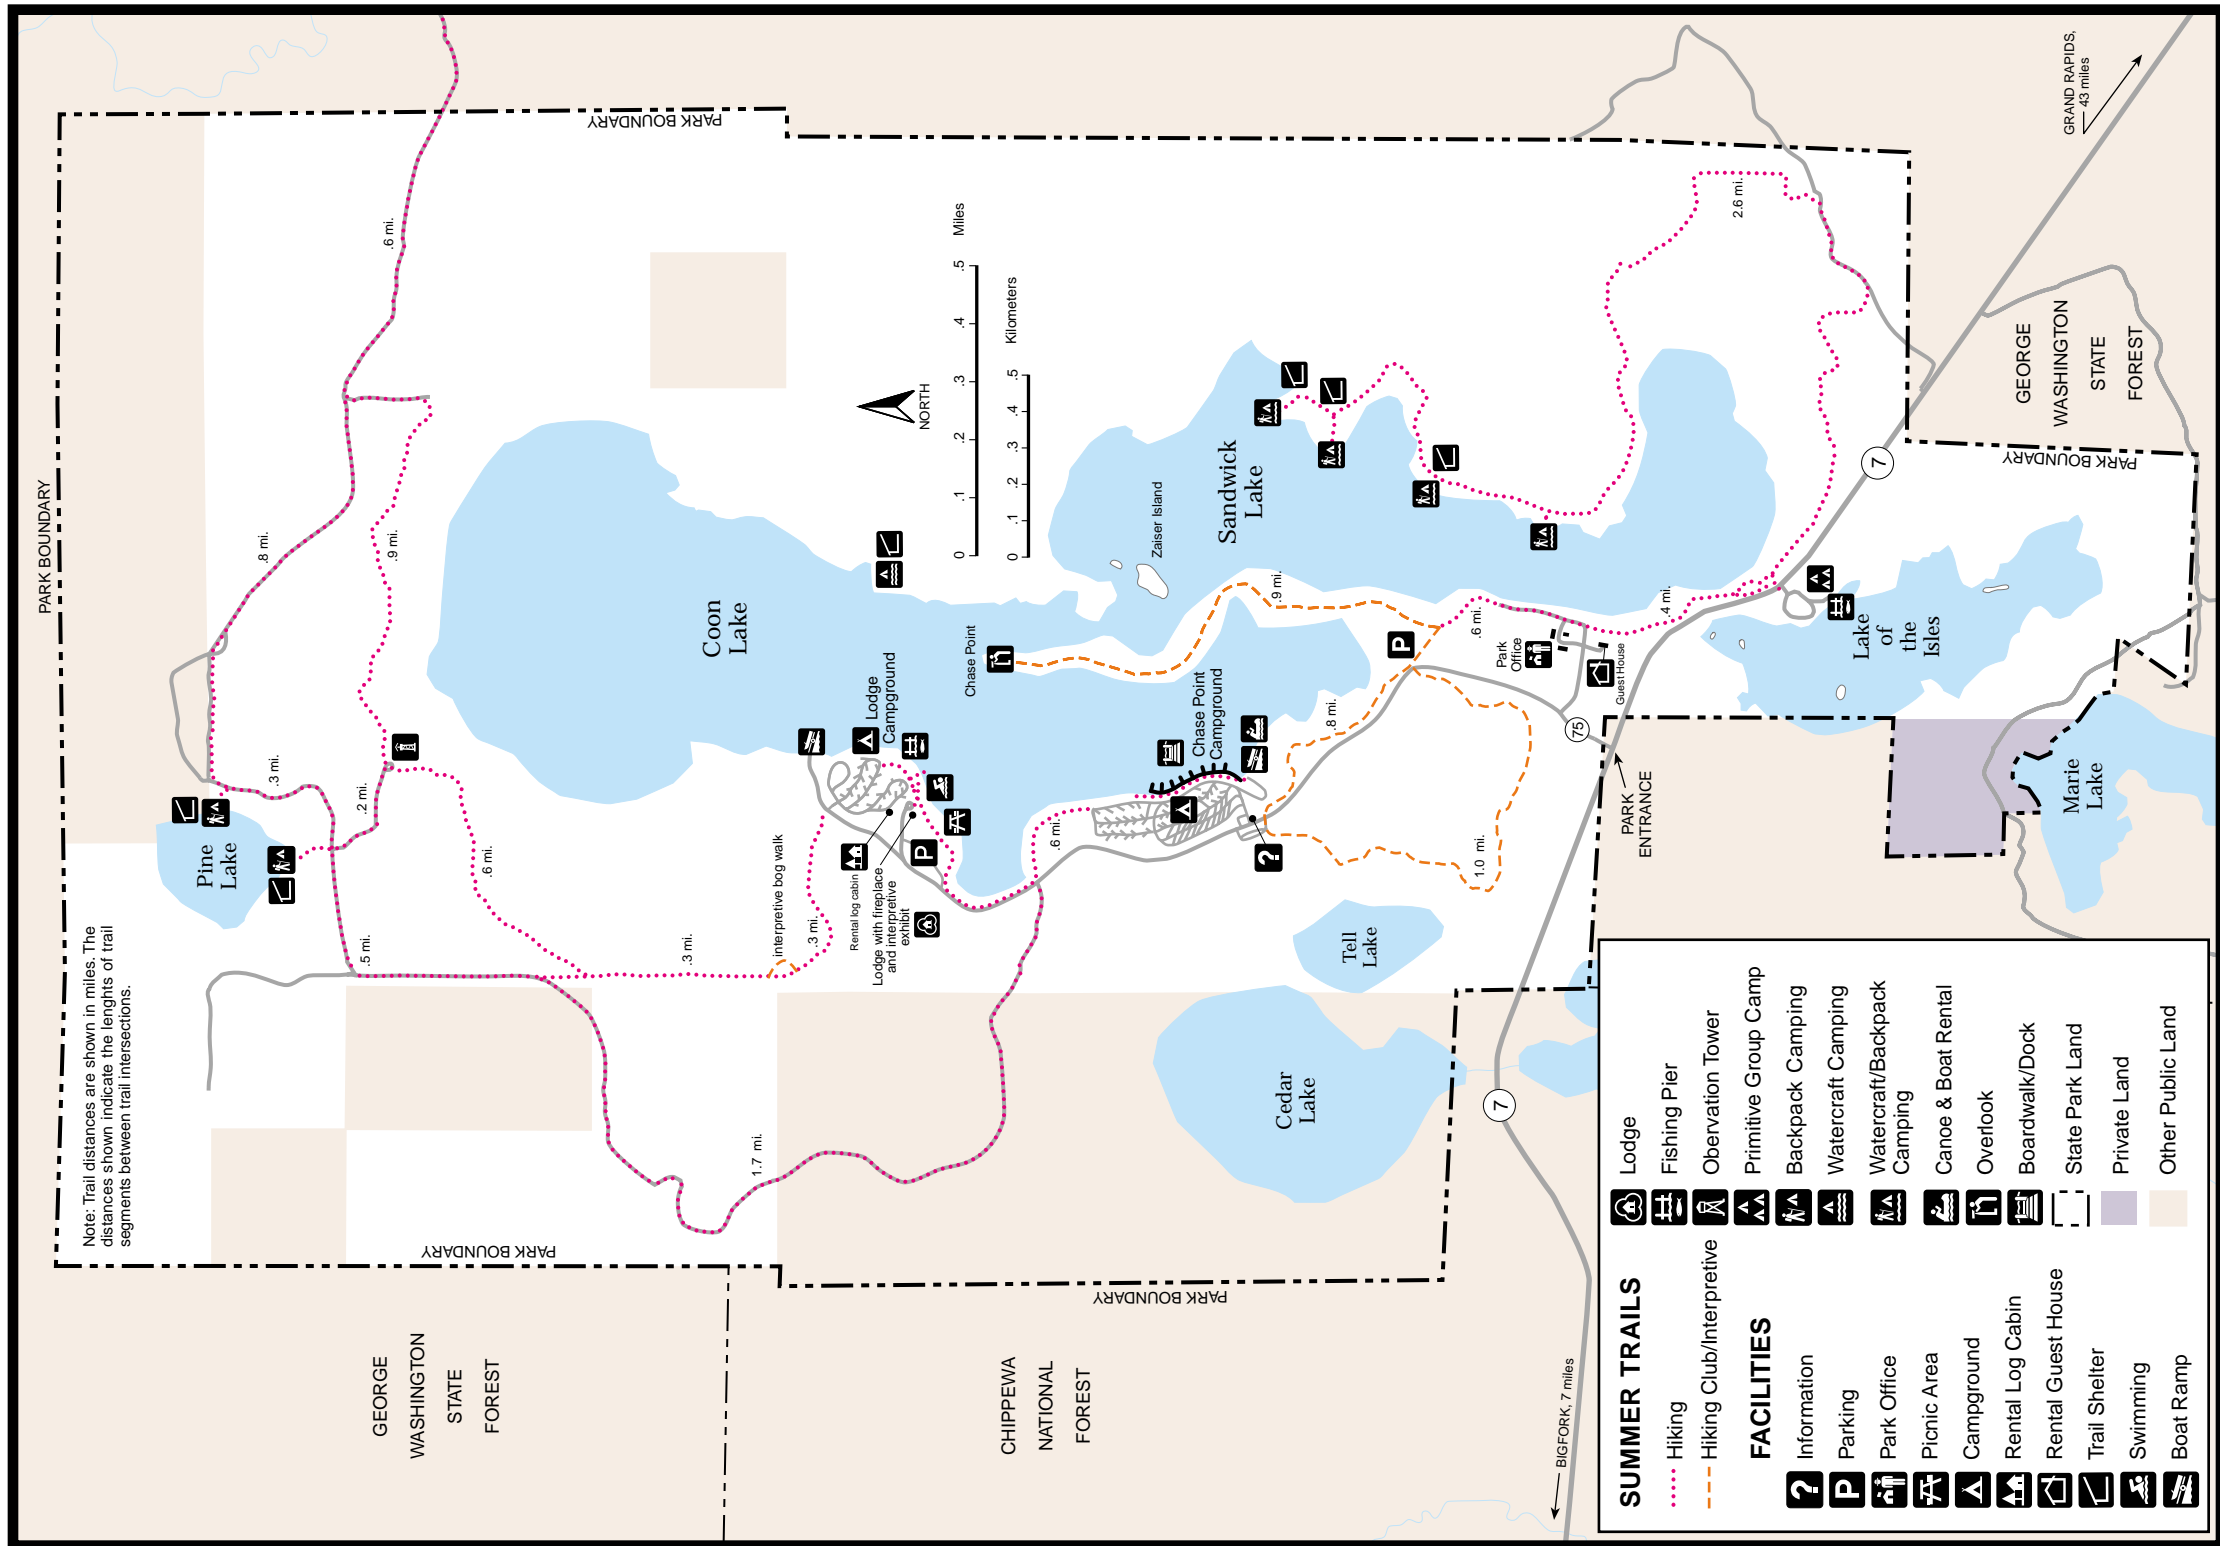 Note: Trail distances are shown in miles. The
distances shown indicate the lenghts of trail
segments between trail intersections.
PARK BOUNDARY
PARK BOUNDARY
PARK BOUNDARY
PARK BOUNDARY
PARK BOUNDARY
GEORGE
WASHINGTON
STATE
FOREST
CHIPPEWA
NATIONAL
FOREST
GEORGE
WASHINGTON
STATE
FOREST
Pine
Lake
.3 mi.
.2 mi.
.5 mi.
.6 mi.
.8 mi.
.9 mi.
.6 mi.
.3 mi.
.3 mi.
1.7 mi.
interpretive bog walk
Coon
Lake
Lodge
Campground
Rental log cabin
Lodge with fireplace
and interpretive
exhibit
P
Chase Point
NORTH
0 .1 .2 .3 .4 .5 Miles
0 .1 .2 .3 .4 .5 Kilometers
.6 mi.
Chase Point
Campground
?
Zaiser Island
Sandwick
Lake
.9 mi.
.8 mi.
1.0 mi.
P
.6 mi.
Park
Office
Guest House
.4 mi.
2.6 mi.
75
7
7
PARK
ENTRANCE
Tell
Lake
Cedar
Lake
Lake
of
the
Isles
Marie
Lake
BIGFORK, 7 miles
GRAND RAPIDS,
43 miles
SUMMER TRAILS
Hiking
Hiking Club/Interpretive
FACILITIES
? Information
P Parking
Park Office
Picnic Area
Campground
Rental Log Cabin
Rental Guest House
Trail Shelter
Swimming
Boat Ramp
Lodge
Fishing Pier
Obervation Tower
Primitive Group Camp
Backpack Camping
Watercraft Camping
Watercraft/Backpack
Camping
Canoe & Boat Rental
Overlook
Boardwalk/Dock
State Park Land
Private Land
Other Public Land